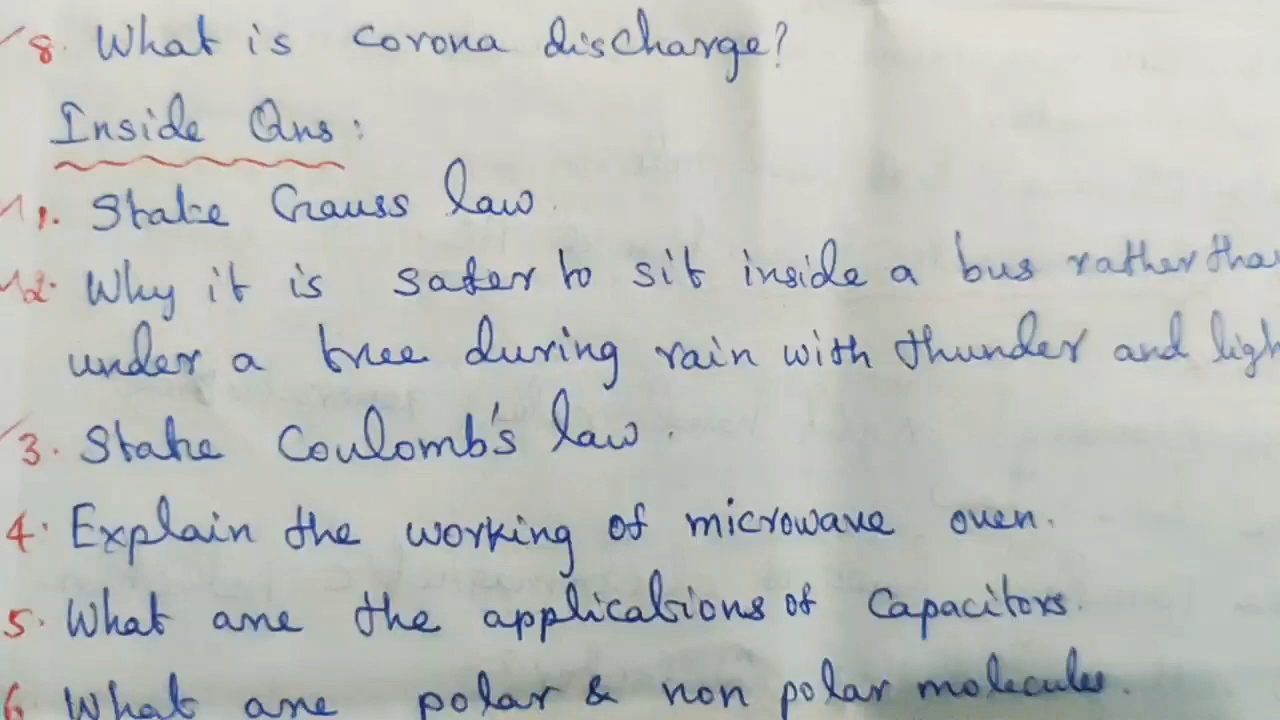 8. What is corona discharge?
Inside Qns:
1. State Gauss law.
2. Why it is safer to sit inside a bus rather than
under a tree during rain with thunder and ligh
3. State Coulomb's law.
4. Explain the working of microwave oven.
5. What are the applications of Capacitors.
6 What are polar & non polar molecules.